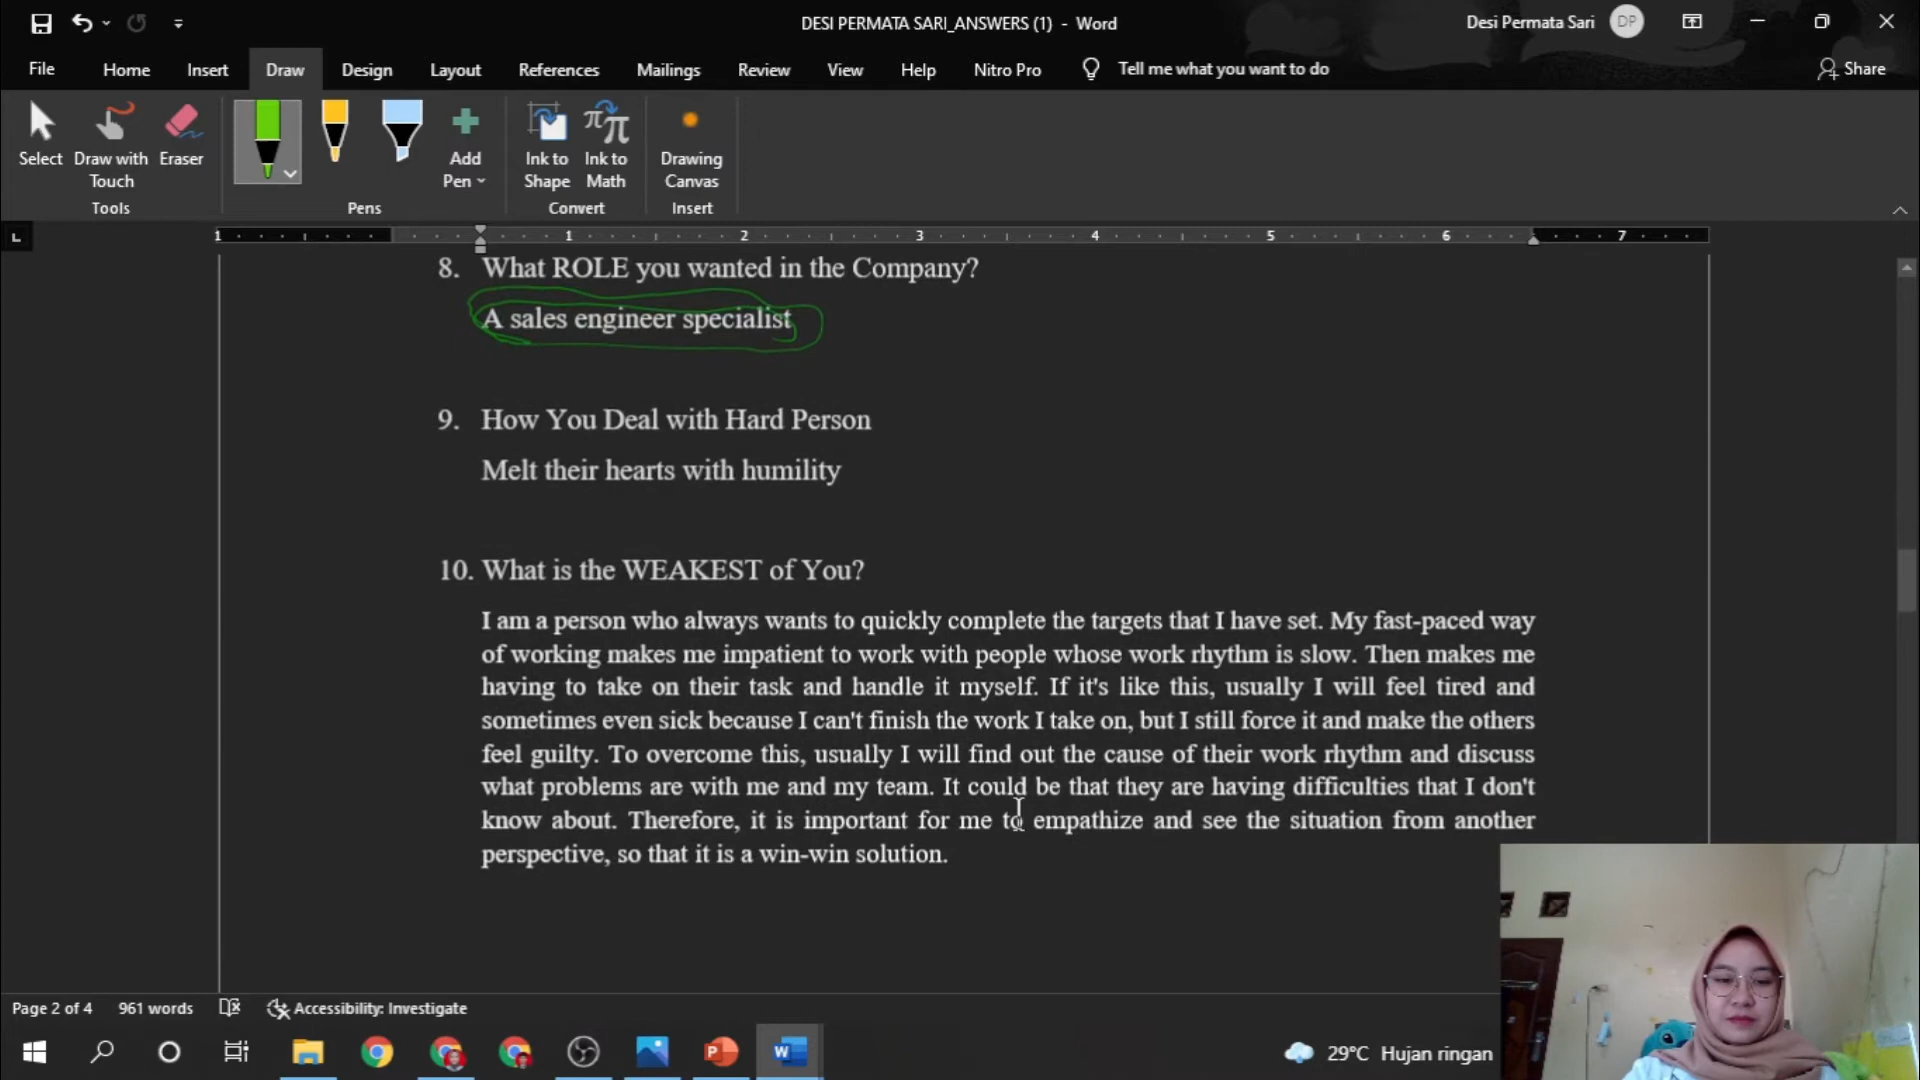 DESI PERMATA SARI_ANSWERS (1) - Word
Desi Permata Sari
DP
File
Home
Insert
Draw
Design
Layout
References
Mailings
Review
View
Help
Nitro Pro
Tell me what you want to do
Share
Select
Draw with Touch
Eraser
Add Pen
Ink to Shape
Ink to Math
Drawing Canvas
Tools
Pens
Convert
Insert
1 1 2 3 4 5 6 7
8. What ROLE you wanted in the Company?
A sales engineer specialist
9. How You Deal with Hard Person
Melt their hearts with humility
10. What is the WEAKEST of You?
I am a person who always wants to quickly complete the targets that I have set. My fast-paced way
of working makes me impatient to work with people whose work rhythm is slow. Then makes me
having to take on their task and handle it myself. If it's like this, usually I will feel tired and
sometimes even sick because I can't finish the work I take on, but I still force it and make the others
feel guilty. To overcome this, usually I will find out the cause of their work rhythm and discuss
what problems are with me and my team. It could be that they are having difficulties that I don't
know about. Therefore, it is important for me to empathize and see the situation from another
perspective, so that it is a win-win solution.
Page 2 of 4
961 words
Accessibility: Investigate
29°C Hujan ringan